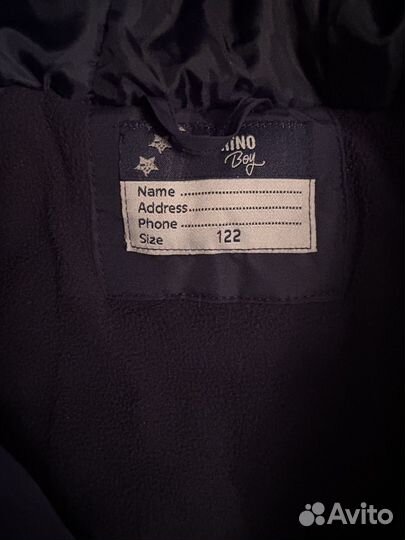 Boy
Name
Address
Phone
Size 122
Avito